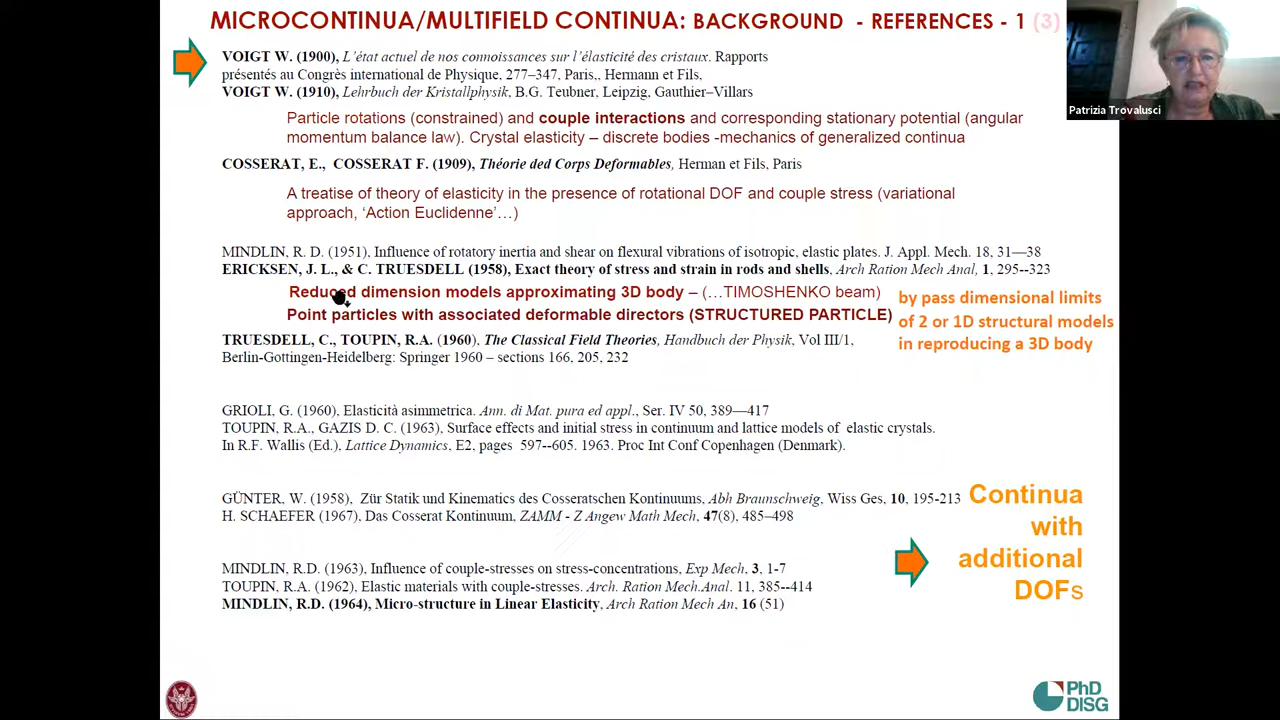 MICROCONTINUA/MULTIFIELD CONTINUA: BACKGROUND - REFERENCES - 1 (3)
VOIGT W. (1900), L’état actuel de nos connoissances sur l’élasticité des cristaux. Rapports
présentés au Congrès international de Physique, 277–347, Paris,, Hermann et Fils,
VOIGT W. (1910), Lehrbuch der Kristallphysik, B.G. Teubner, Leipzig, Gauthier–Villars
Particle rotations (constrained) and couple interactions and corresponding stationary potential (angular
momentum balance law). Crystal elasticity – discrete bodies -mechanics of generalized continua
COSSERAT, E., COSSERAT F. (1909), Théorie ded Corps Deformables, Herman et Fils, Paris
A treatise of theory of elasticity in the presence of rotational DOF and couple stress (variational
approach, ‘Action Euclidenne’…)
MINDLIN, R. D. (1951), Influence of rotatory inertia and shear on flexural vibrations of isotropic, elastic plates. J. Appl. Mech. 18, 31—38
ERICKSEN, J. L., & C. TRUESDELL (1958), Exact theory of stress and strain in rods and shells, Arch Ration Mech Anal, 1, 295--323
Reduced dimension models approximating 3D body – (…TIMOSHENKO beam)
Point particles with associated deformable directors (STRUCTURED PARTICLE)
by pass dimensional limits
of 2 or 1D structural models
in reproducing a 3D body
TRUESDELL, C., TOUPIN, R.A. (1960), The Classical Field Theories, Handbuch der Physik, Vol III/1,
Berlin-Gottingen-Heidelberg: Springer 1960 – sections 166, 205, 232
GRIOLI, G. (1960), Elasticità asimmetrica. Ann. di Mat. pura ed appl., Ser. IV 50, 389—417
TOUPIN, R.A., GAZIS D. C. (1963), Surface effects and initial stress in continuum and lattice models of elastic crystals.
In R.F. Wallis (Ed.), Lattice Dynamics, E2, pages 597--605. 1963. Proc Int Conf Copenhagen (Denmark).
GÜNTER, W. (1958), Zür Statik und Kinematics des Cosseratschen Kontinuums, Abh Braunschweig, Wiss Ges, 10, 195-213
H. SCHAEFER (1967), Das Cosserat Kontinuum, ZAMM - Z Angew Math Mech, 47(8), 485–498
Continua
with
additional
DOFs
MINDLIN, R.D. (1963), Influence of couple-stresses on stress-concentrations, Exp Mech, 3, 1-7
TOUPIN, R.A. (1962), Elastic materials with couple-stresses. Arch. Ration Mech.Anal. 11, 385--414
MINDLIN, R.D. (1964), Micro-structure in Linear Elasticity, Arch Ration Mech An, 16 (51)
Patrizia Trovalusci
PhD
DISG